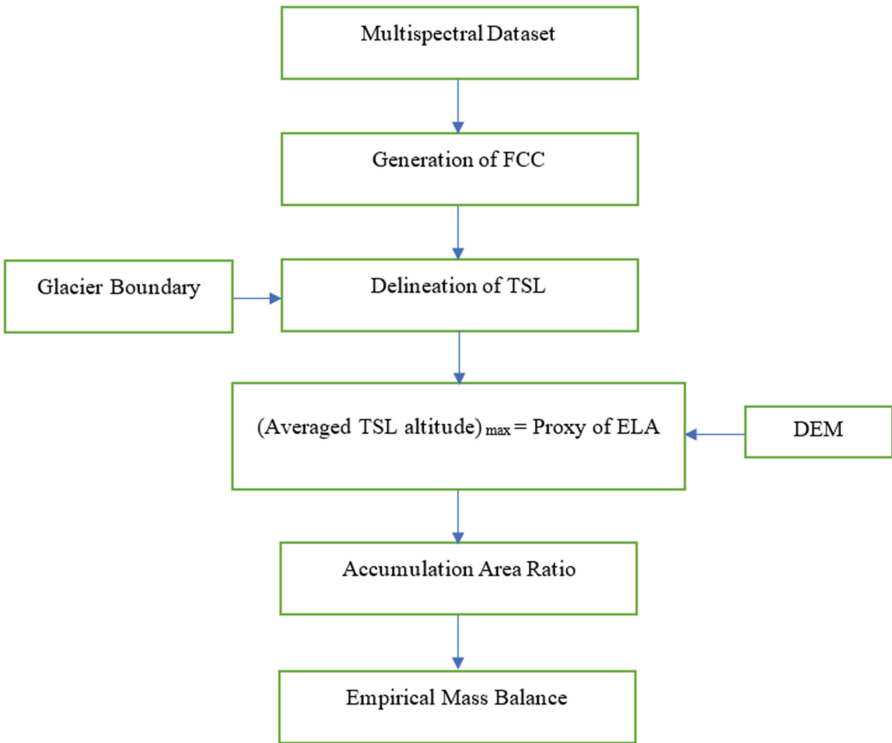 Multispectral Dataset
Generation of FCC
Glacier Boundary
Delineation of TSL
(Averaged TSL altitude) max = Proxy of ELA
DEM
Accumulation Area Ratio
Empirical Mass Balance